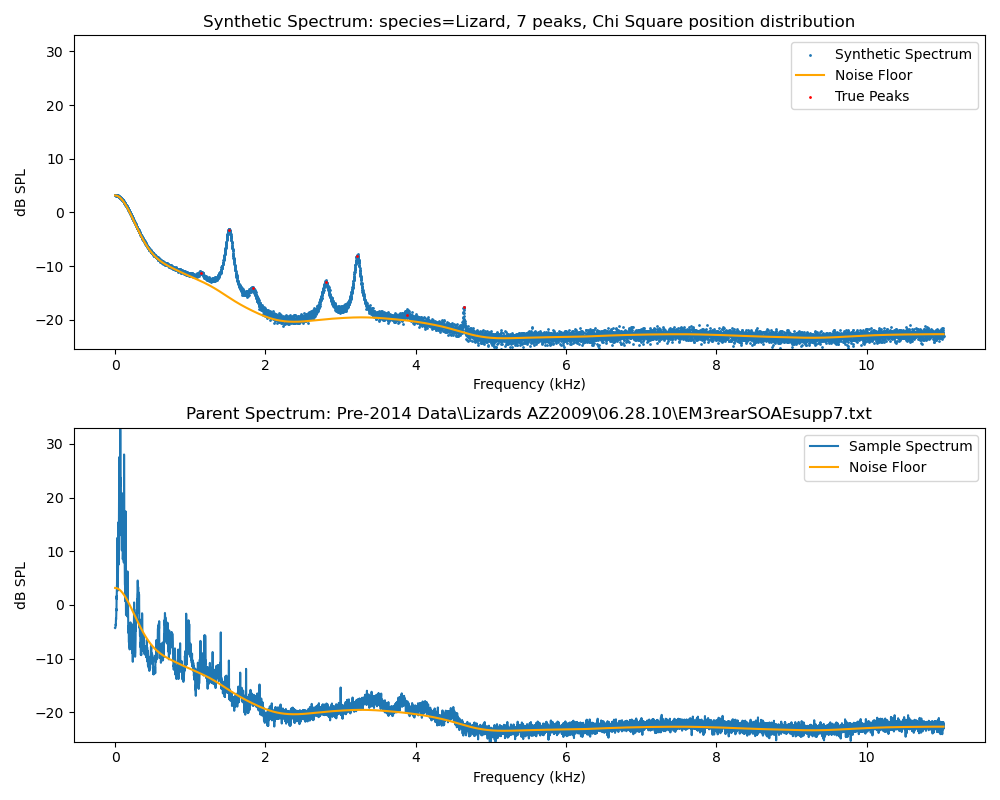 Synthetic Spectrum: species=Lizard, 7 peaks, Chi Square position distribution
30
20
10
0
−10
−20
dB SPL
Synthetic Spectrum
Noise Floor
True Peaks
0 2 4 6 8 10
Frequency (kHz)
Parent Spectrum: Pre-2014 Data\Lizards AZ2009\06.28.10\EM3rearSOAEsupp7.txt
30
20
10
0
−10
−20
dB SPL
Sample Spectrum
Noise Floor
0 2 4 6 8 10
Frequency (kHz)